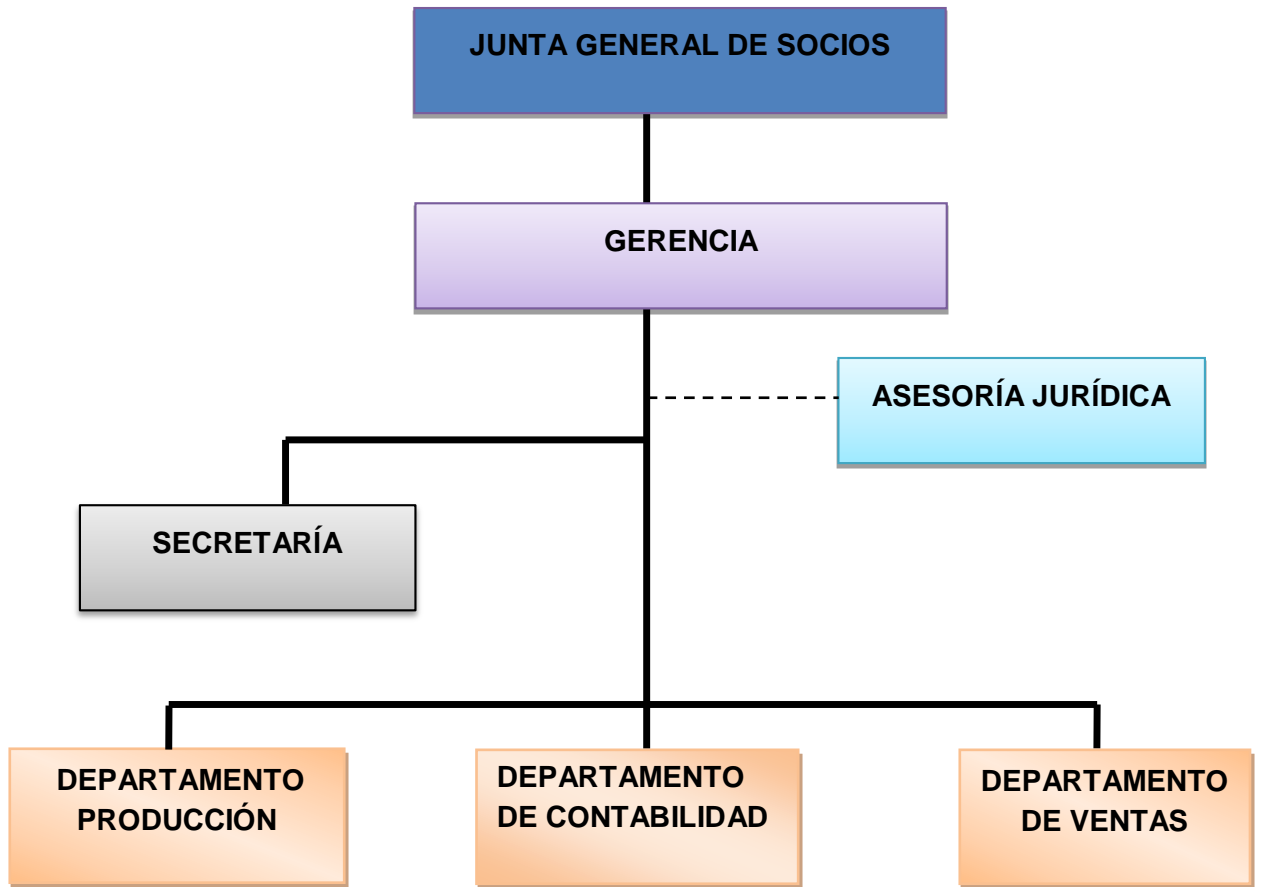 JUNTA GENERAL DE SOCIOS
GERENCIA
ASESORÍA JURÍDICA
SECRETARÍA
DEPARTAMENTO
PRODUCCIÓN
DEPARTAMENTO
DE CONTABILIDAD
DEPARTAMENTO
DE VENTAS